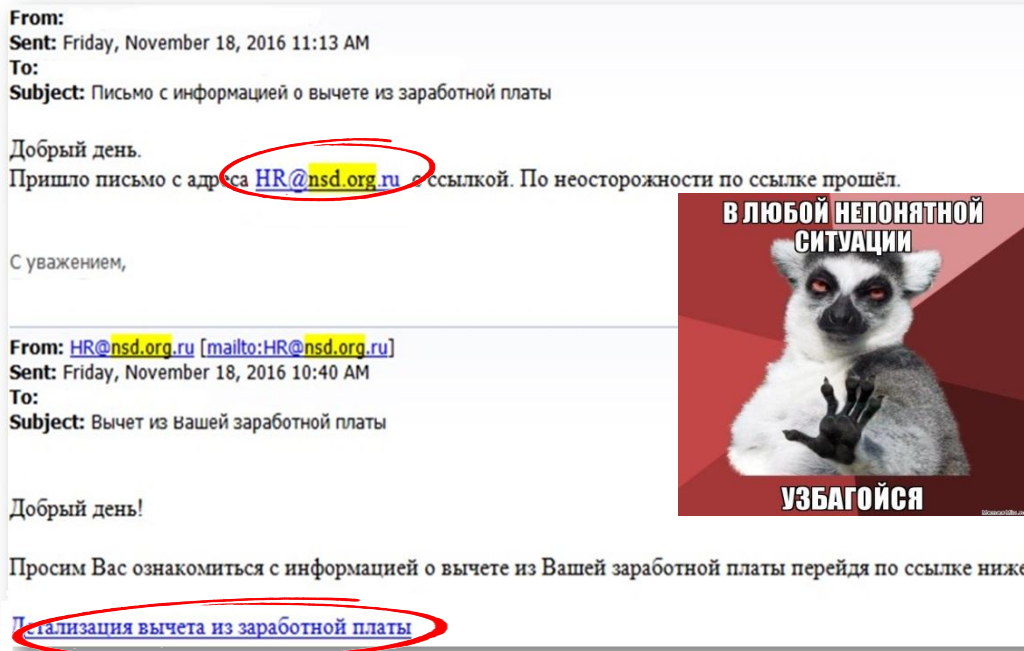 From:
Sent: Friday, November 18, 2016 11:13 AM
To:
Subject: Письмо с информацией о вычете из заработной платы
Добрый день.
Пришло письмо с адреса HR@nsd.org.ru с ссылкой. По неосторожности по ссылке прошёл.
С уважением,
В ЛЮБОЙ НЕПОНЯТНОЙ
СИТУАЦИИ
УЗБАГОЙСЯ
From: HR@nsd.org.ru [mailto:HR@nsd.org.ru]
Sent: Friday, November 18, 2016 10:40 AM
To:
Subject: Вычет из Вашей заработной платы
Добрый день!
Просим Вас ознакомиться с информацией о вычете из Вашей заработной платы перейдя по ссылке ниже
Детализация вычета из заработной платы